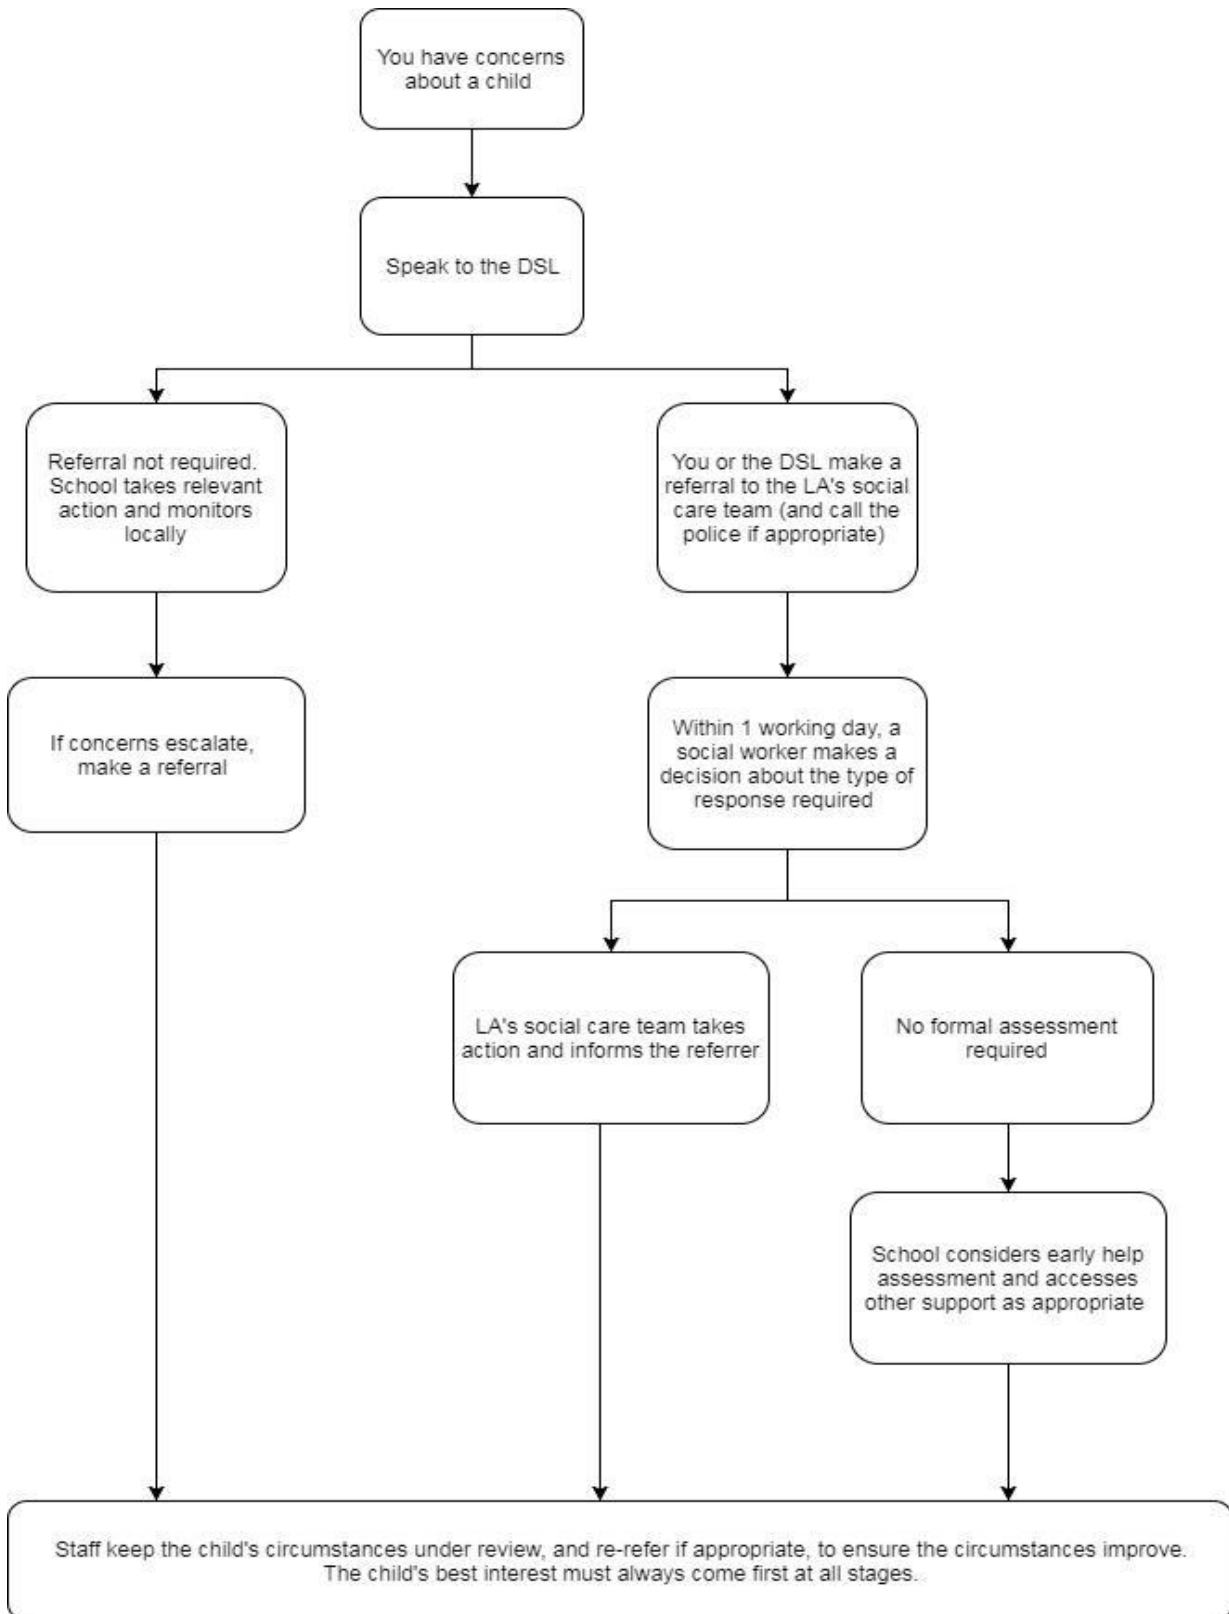 You have concerns
about a child
Speak to the DSL
Referral not required.
School takes relevant
action and monitors
locally
You or the DSL make a
referral to the LA's social
care team (and call the
police if appropriate)
If concerns escalate,
make a referral
Within 1 working day, a
social worker makes a
decision about the type of
response required
LA's social care team takes
action and informs the referrer
No formal assessment
required
School considers early help
assessment and accesses
other support as appropriate
Staff keep the child's circumstances under review, and re-refer if appropriate, to ensure the circumstances improve.
The child's best interest must always come first at all stages.